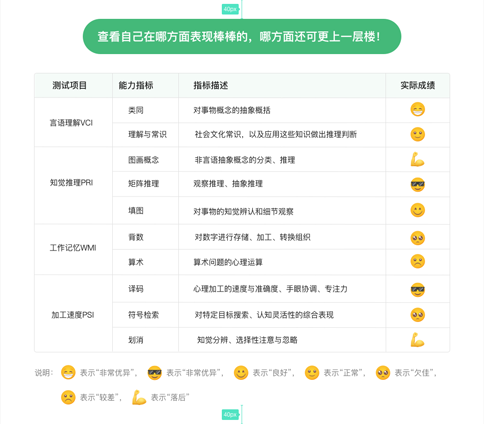 40px
查看自己在哪方面表现棒棒的，哪方面还可更上一层楼！
测试项目 能力指标 指标描述 实际成绩
言语理解VCI
类同 对事物概念的抽象概括
理解与常识 社会文化常识，以及应用这些知识做出推理判断
知觉推理PRI
图画概念 非言语抽象概念的分类、推理
矩阵推理 观察推理、抽象推理
填图 对事物的知觉辨认和细节观察
工作记忆WMI
背数 对数字进行存储、加工、转换组织
算术 算术问题的心理运算
加工速度PSI
译码 心理加工的速度与准确度、手眼协调、专注力
符号检索 对特定目标搜索、认知灵活性的综合表现
划消 知觉分辨、选择性注意与忽略
说明： 😁 表示“非常优异”， 😎 表示“非常优异”， 😊 表示“良好”， 🙂 表示“正常”， 🥺 表示“欠佳”，
🙁 表示“较差”， 💪 表示“落后”
40px